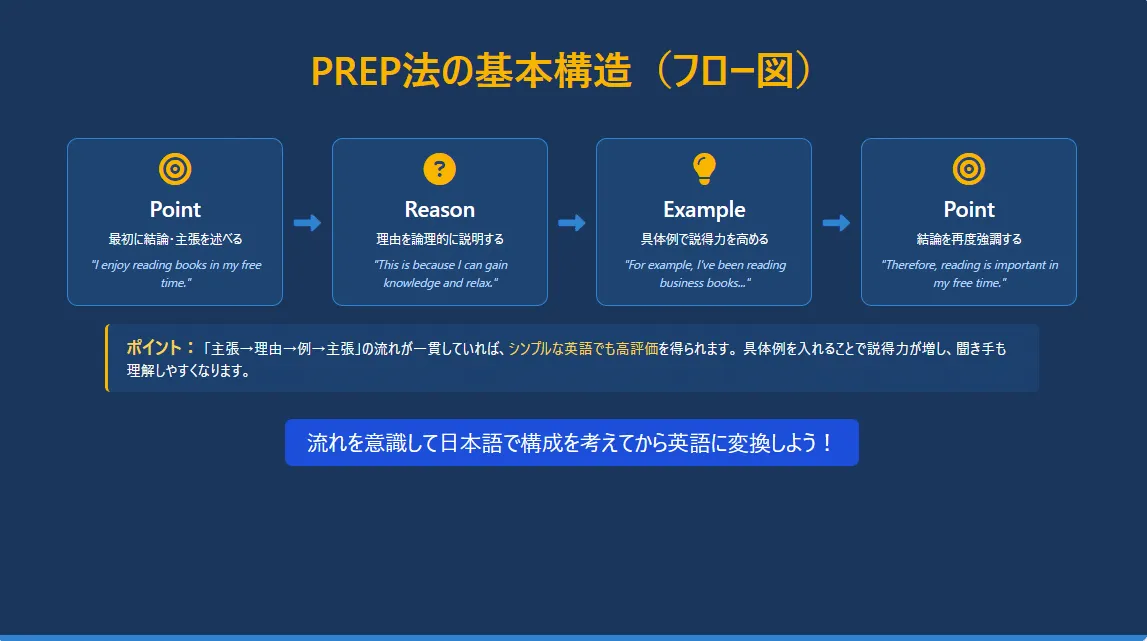 PREP法の基本構造（フロー図）
Point
最初に結論・主張を述べる
"I enjoy reading books in my free
time."
?
Reason
理由を論理的に説明する
"This is because I can gain
knowledge and relax."
Example
具体例で説得力を高める
"For example, I've been reading
business books..."
Point
結論を再度強調する
"Therefore, reading is important in
my free time."
ポイント：「主張→理由→例→主張」の流れが一貫していれば、シンプルな英語でも高評価を得られます。具体例を入れることで説得力が増し、聞き手も
理解しやすくなります。
流れを意識して日本語で構成を考えてから英語に変換しよう！